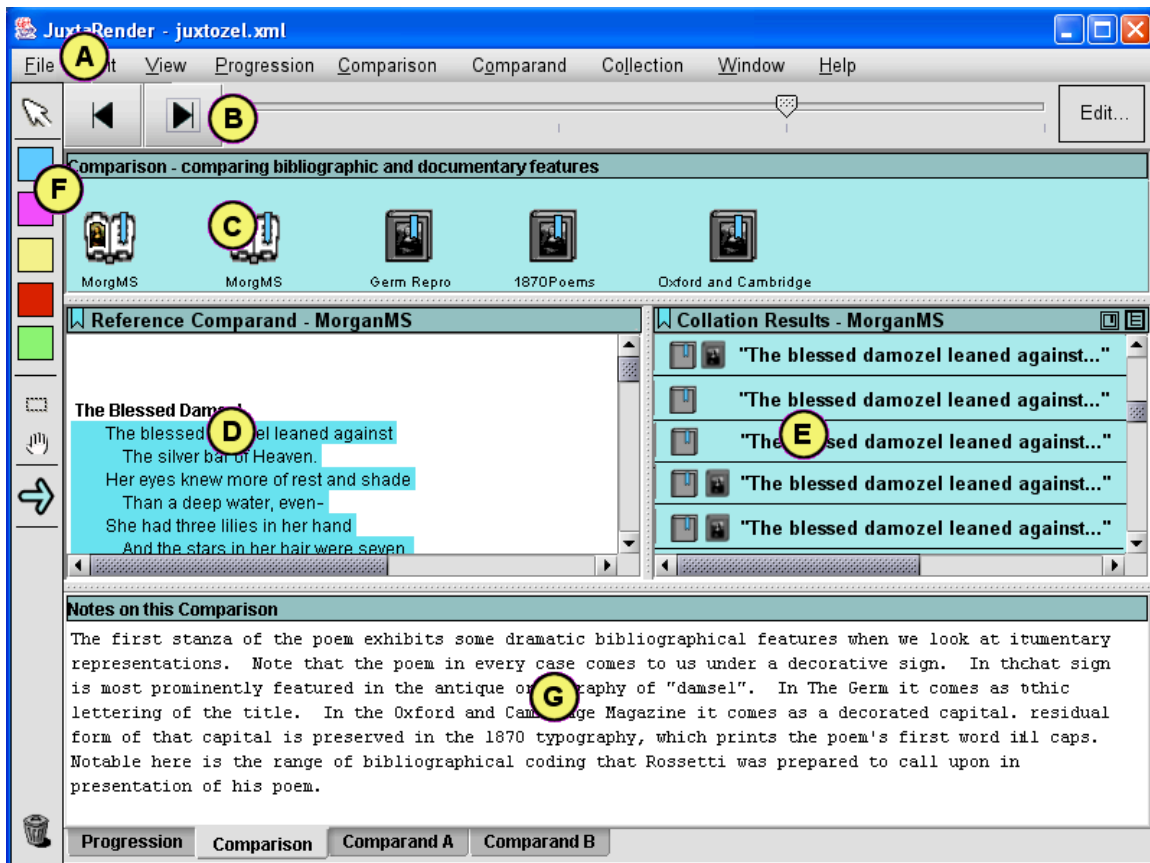 JuxtaRender - juxtozel.xml
File A t View Progression Comparison Comparand Collection Window Help
B Edit...
Comparison - comparing bibliographic and documentary features
F
C
MorgMS MorgMS Germ Repro 1870Poems Oxford and Cambridge
Reference Comparand - MorganMS
The Blessed Damsel
The blessed D zel leaned against
The silver bar of Heaven.
Her eyes knew more of rest and shade
Than a deep water, even-
She had three lilies in her hand
And the stars in her hair were seven
Collation Results - MorganMS
"The blessed damozel leaned against..."
"The blessed damozel leaned against..."
"The E essed damozel leaned against..."
"The blessed damozel leaned against..."
"The blessed damozel leaned against..."
Notes on this Comparison
The first stanza of the poem exhibits some dramatic bibliographical features when we look at itumentary
representations. Note that the poem in every case comes to us under a decorative sign. In thchat sign
is most prominently featured in the antique or G raphy of "damsel". In The Germ it comes as thic
lettering of the title. In the Oxford and Cambridge Magazine it comes as a decorated capital. residual
form of that capital is preserved in the 1870 typography, which prints the poem's first word ill caps.
Notable here is the range of bibliographical coding that Rossetti was prepared to call upon in
presentation of his poem.
Progression Comparison Comparand A Comparand B